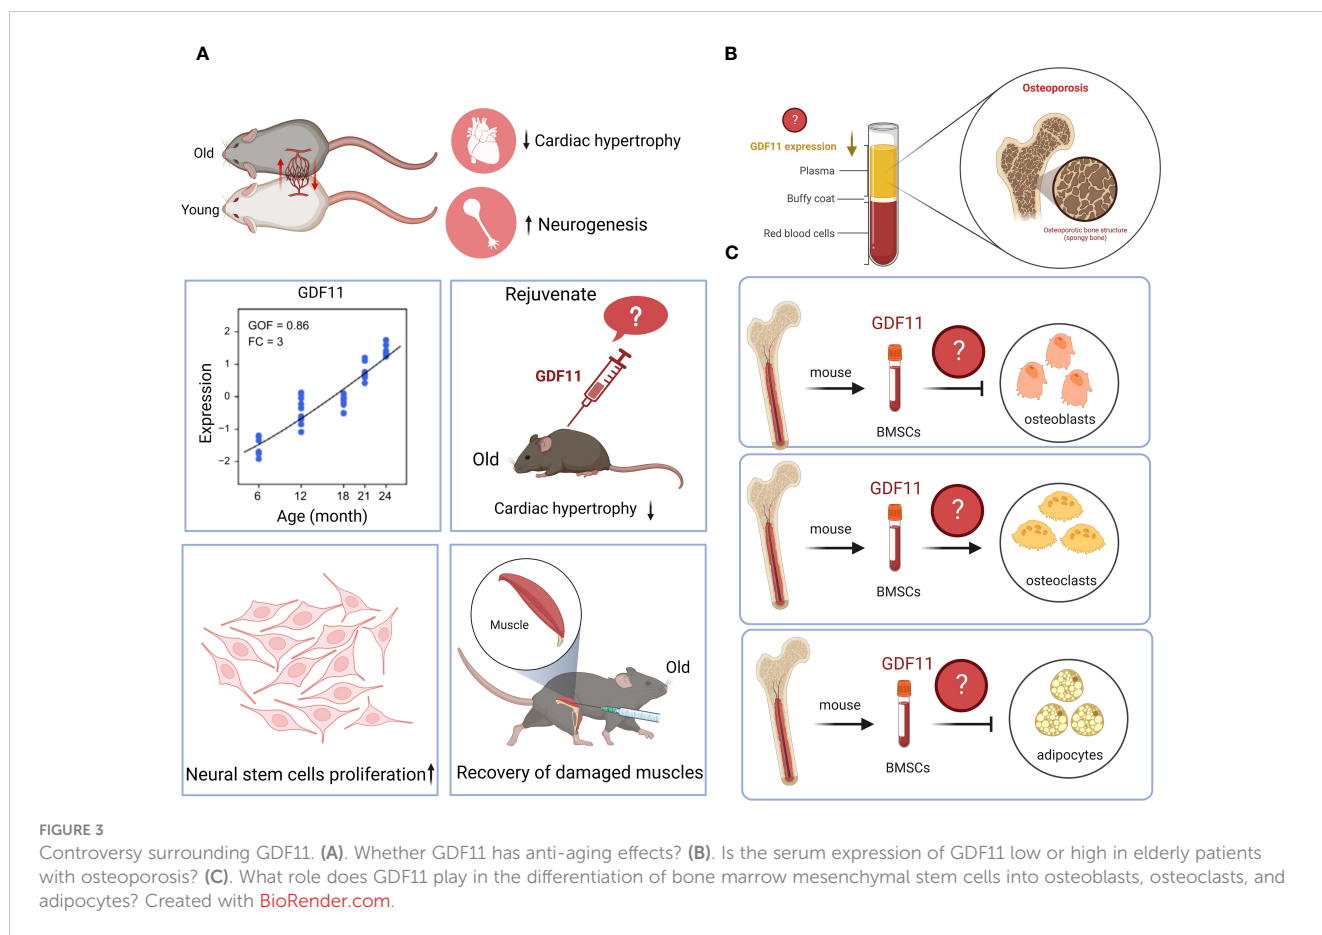 A
Old
Young
Cardiac hypertrophy
Neurogenesis
GDF11
GOF = 0.86
FC = 3
Expression
2
1
0
−1
−2
6 12 18 21 24
Age (month)
Rejuvenate
?
GDF11
Old
Cardiac hypertrophy
Neural stem cells proliferation
Muscle
Old
Recovery of damaged muscles
B
?
GDF11 expression
Plasma
Buffy coat
Red blood cells
Osteoporosis
Osteoporotic bone structure
(spongy bone)
C
mouse
GDF11
BMSCs
?
osteoblasts
mouse
GDF11
BMSCs
?
osteoclasts
mouse
GDF11
BMSCs
?
adipocytes
FIGURE 3
Controversy surrounding GDF11. (A). Whether GDF11 has anti-aging effects? (B). Is the serum expression of GDF11 low or high in elderly patients
with osteoporosis? (C). What role does GDF11 play in the differentiation of bone marrow mesenchymal stem cells into osteoblasts, osteoclasts, and
adipocytes? Created with BioRender.com.